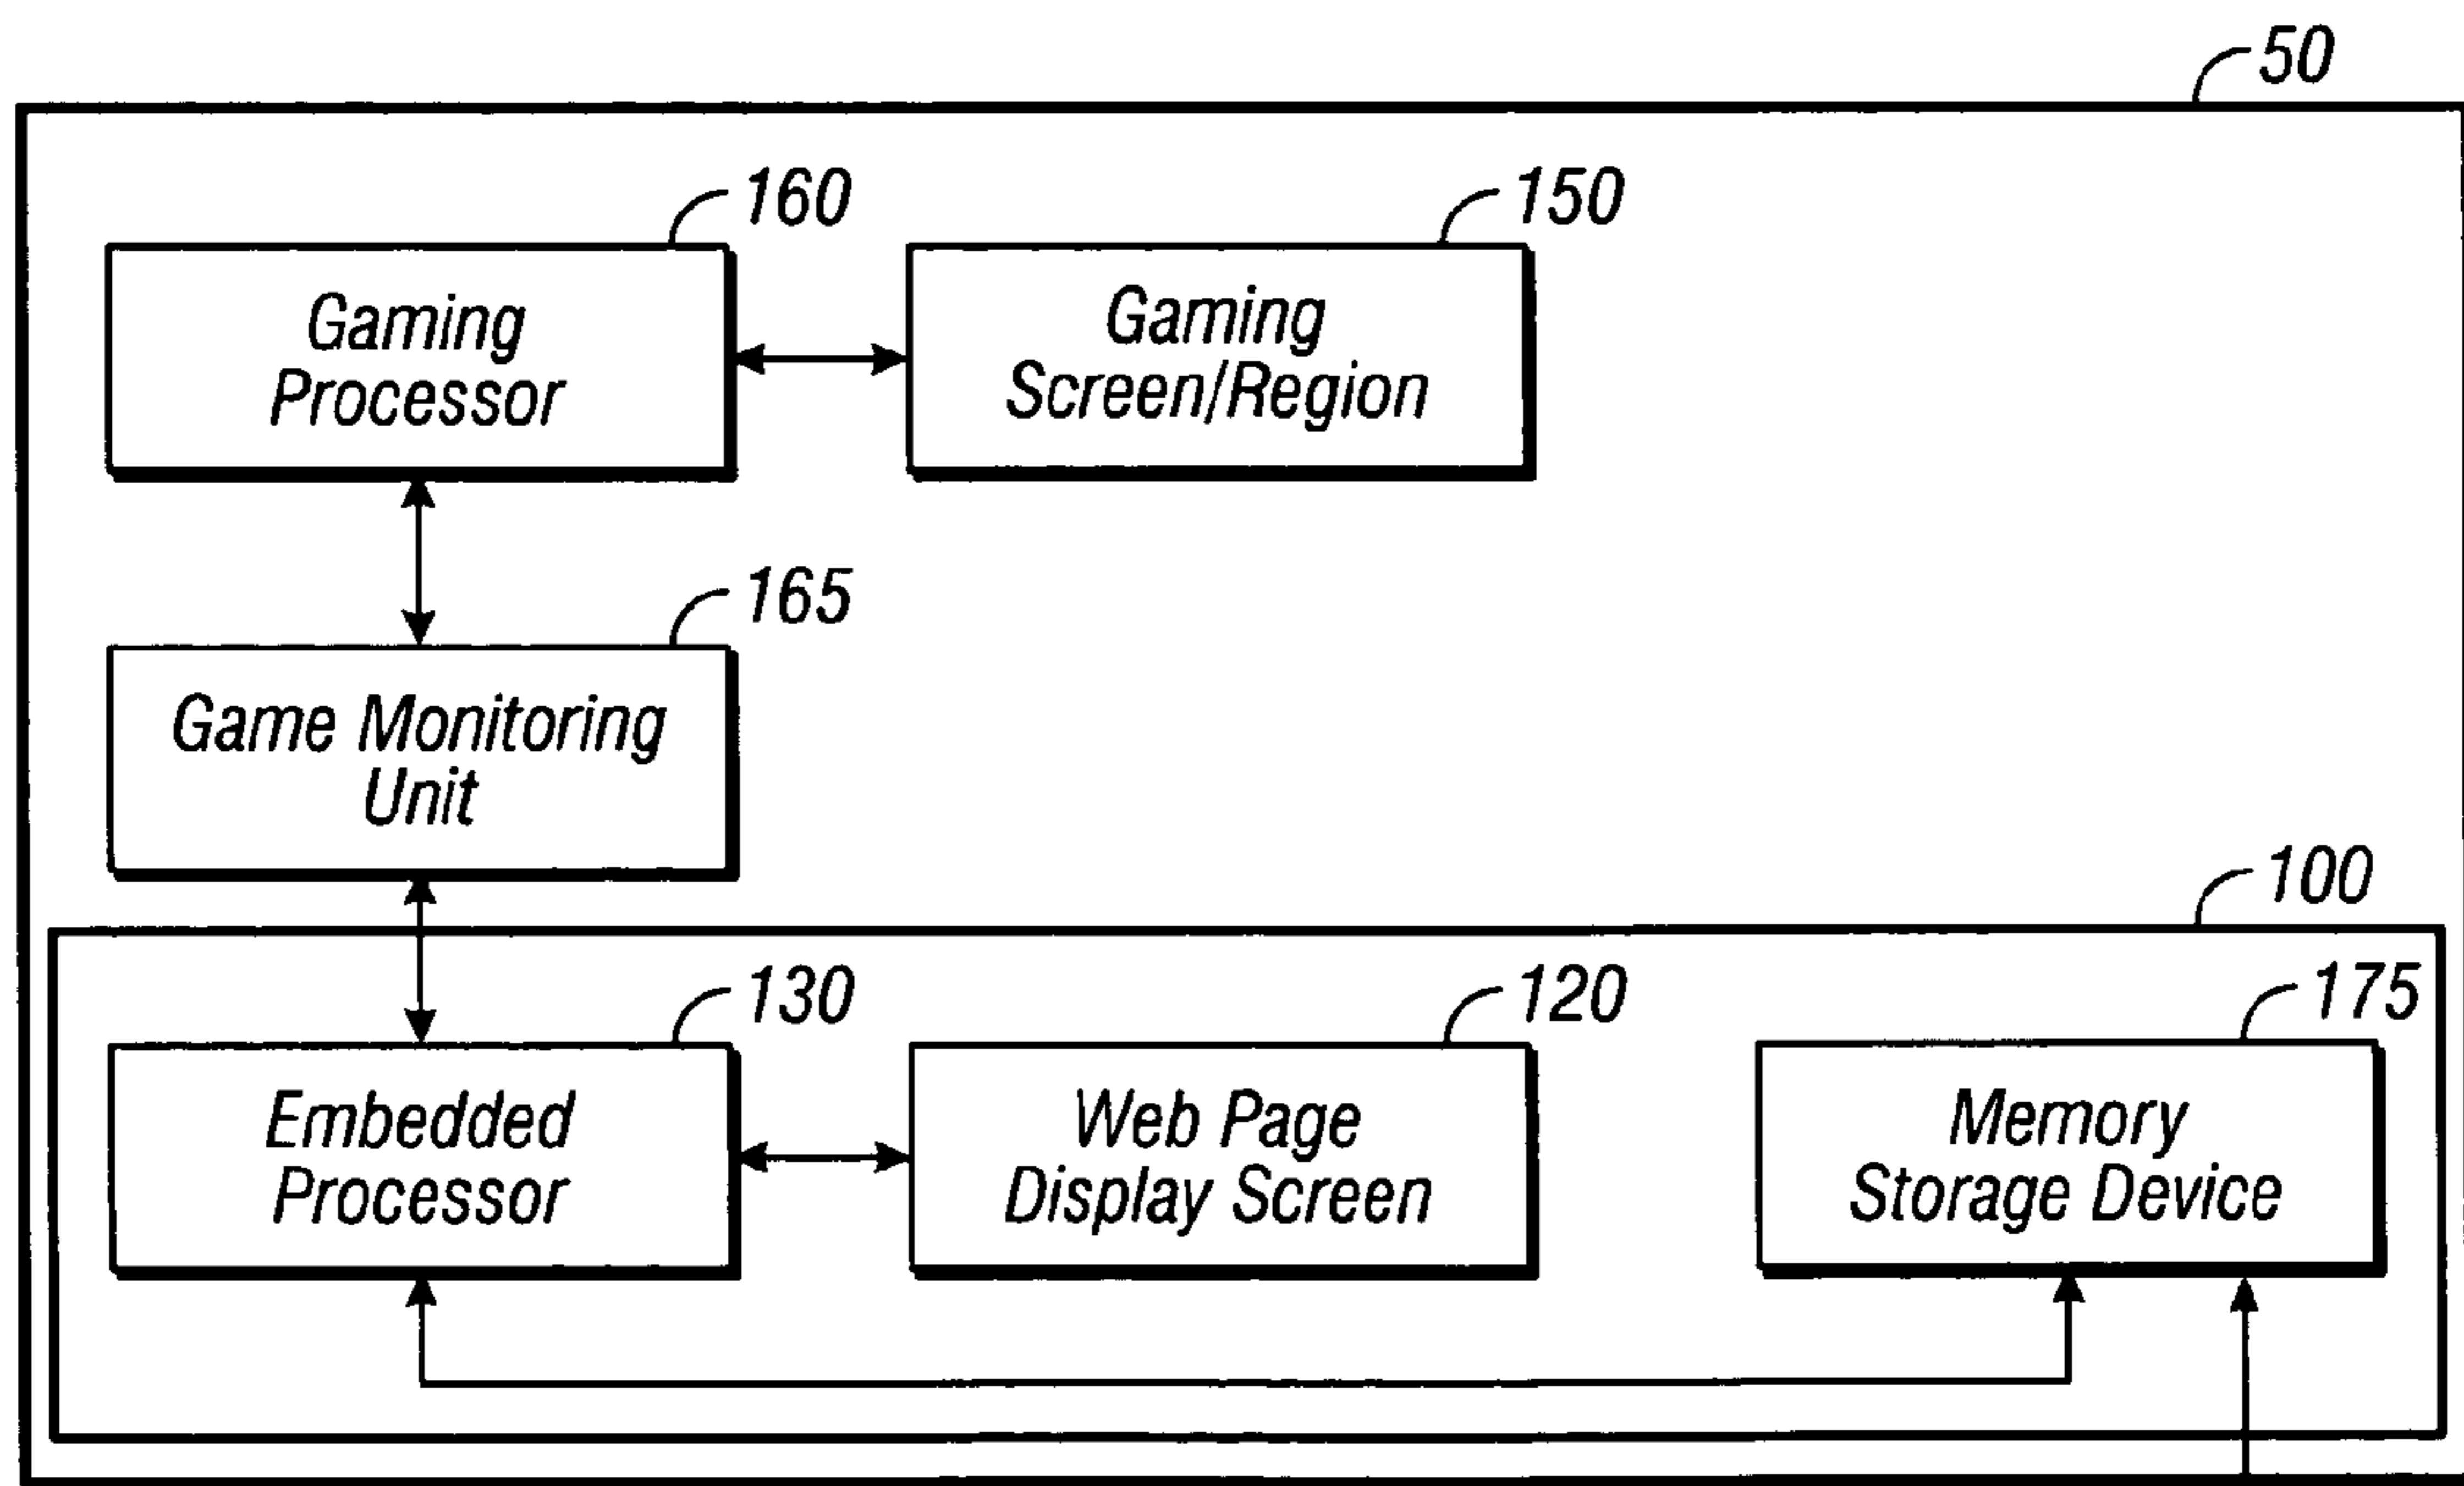 50
160
150
Gaming
Processor
Gaming
Screen/Region
165
Game Monitoring
Unit
100
130
120
175
Embedded
Processor
Web Page
Display Screen
Memory
Storage Device